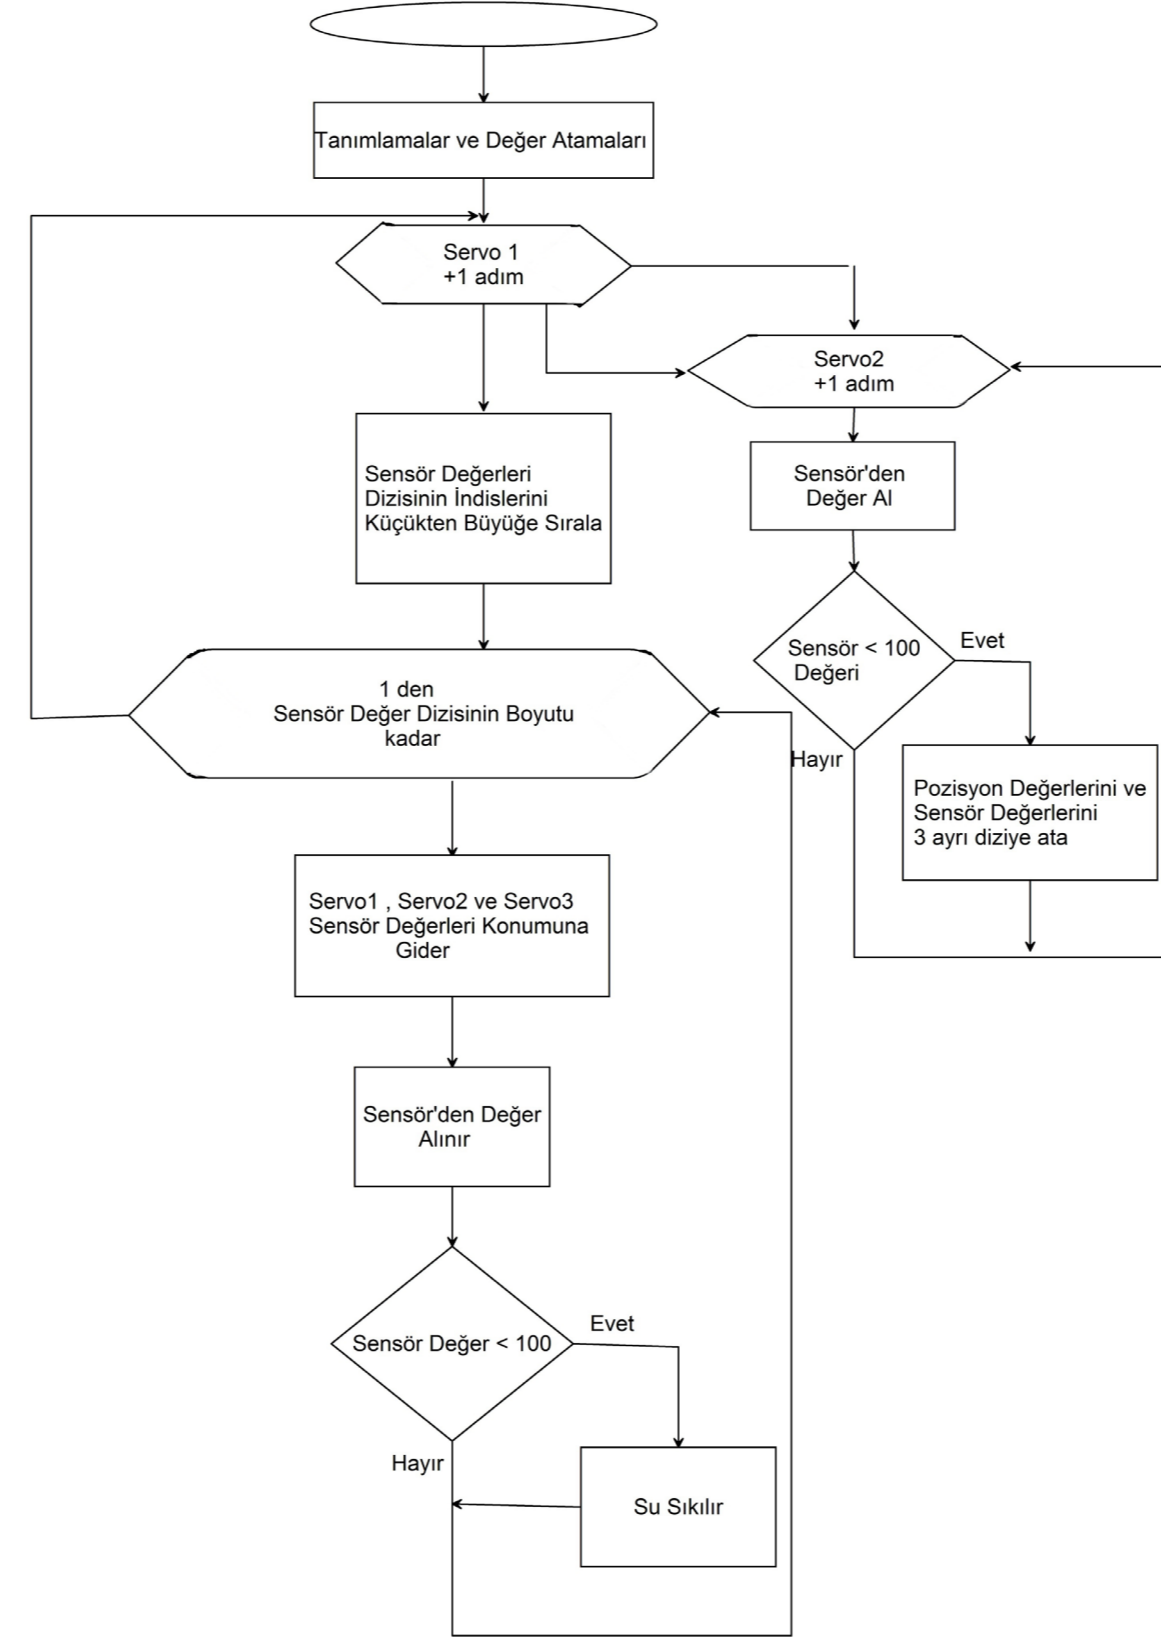 Tanımlamalar ve Değer Atamaları
Servo 1
+1 adım
Servo2
+1 adım
Sensör Değerleri
Dizisinin İndislerini
Küçükten Büyüğe Sırala
Sensör'den
Değer Al
Sensör < 100
Değeri
Evet
Hayır
Pozisyon Değerlerini ve
Sensör Değerlerini
3 ayrı diziye ata
1 den
Sensör Değer Dizisinin Boyutu
kadar
Servo1 , Servo2 ve Servo3
Sensör Değerleri Konumuna
Gider
Sensör'den Değer
Alınır
Sensör Değer < 100
Evet
Hayır
Su Sıkılır